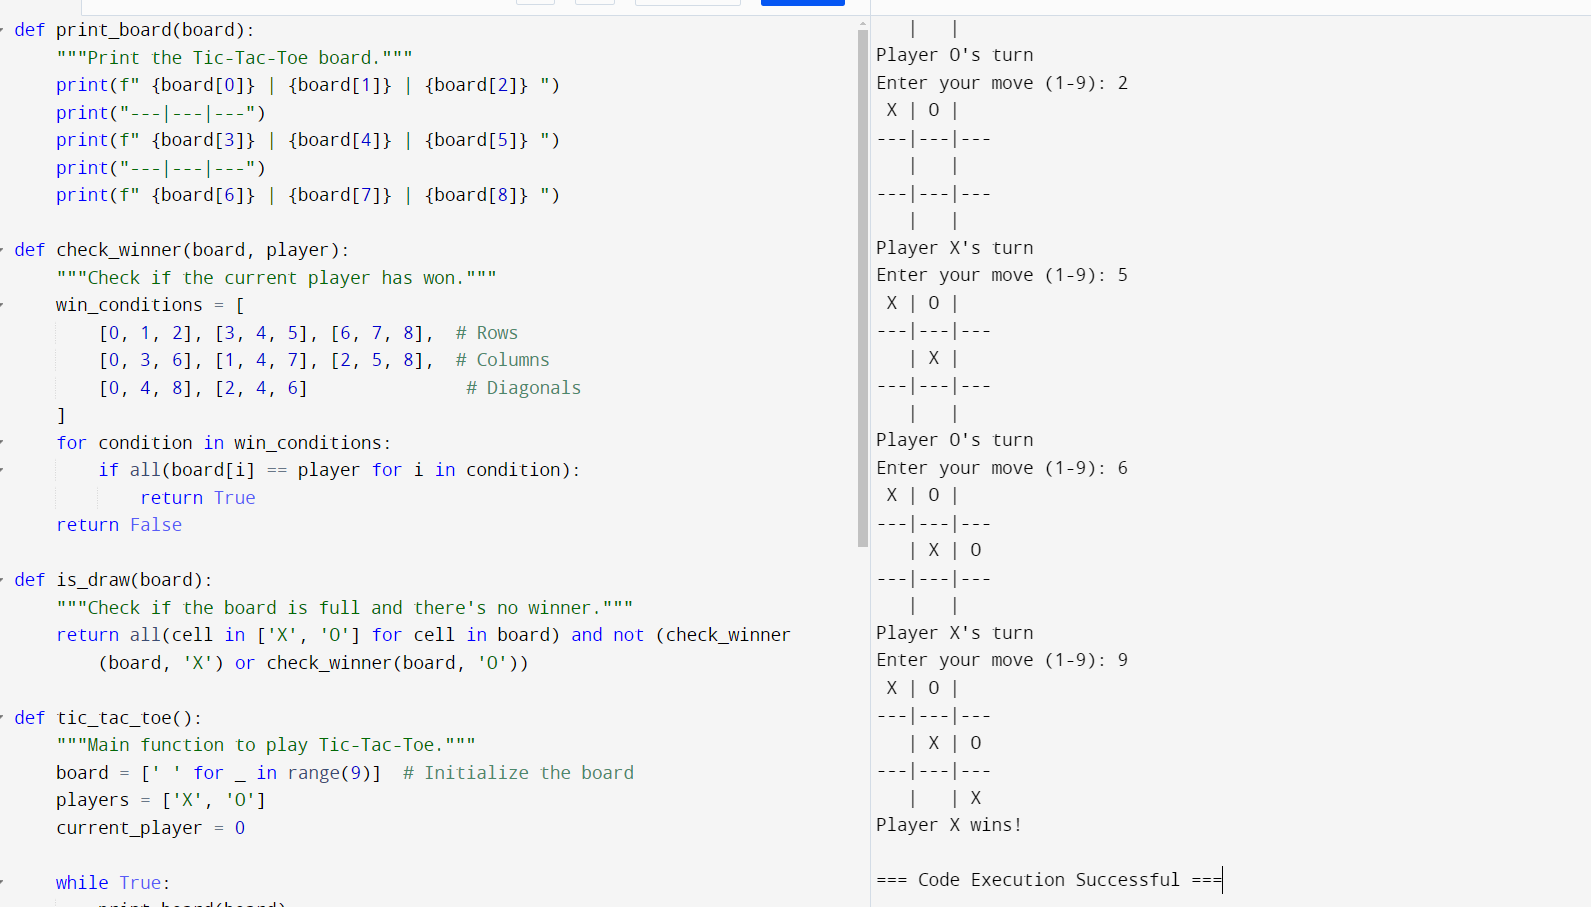 def print_board(board):
    """Print the Tic-Tac-Toe board."""
    print(f" {board[0]} | {board[1]} | {board[2]} ")
    print("---|---|---")
    print(f" {board[3]} | {board[4]} | {board[5]} ")
    print("---|---|---")
    print(f" {board[6]} | {board[7]} | {board[8]} ")

def check_winner(board, player):
    """Check if the current player has won."""
    win_conditions = [
        [0, 1, 2], [3, 4, 5], [6, 7, 8],  # Rows
        [0, 3, 6], [1, 4, 7], [2, 5, 8],  # Columns
        [0, 4, 8], [2, 4, 6]               # Diagonals
    ]
    for condition in win_conditions:
        if all(board[i] == player for i in condition):
            return True
    return False

def is_draw(board):
    """Check if the board is full and there's no winner."""
    return all(cell in ['X', 'O'] for cell in board) and not (check_winner
        (board, 'X') or check_winner(board, 'O'))

def tic_tac_toe():
    """Main function to play Tic-Tac-Toe."""
    board = [' ' for _ in range(9)]  # Initialize the board
    players = ['X', 'O']
    current_player = 0

    while True:
        print_board(board)
   |   |
Player O's turn
Enter your move (1-9): 2
 X | O |
---|---|---
   |   |
---|---|---
   |   |
Player X's turn
Enter your move (1-9): 5
 X | O |
---|---|---
   | X |
---|---|---
   |   |
Player O's turn
Enter your move (1-9): 6
 X | O |
---|---|---
   | X | O
---|---|---
   |   |
Player X's turn
Enter your move (1-9): 9
 X | O |
---|---|---
   | X | O
---|---|---
   |   | X
Player X wins!

=== Code Execution Successful ===